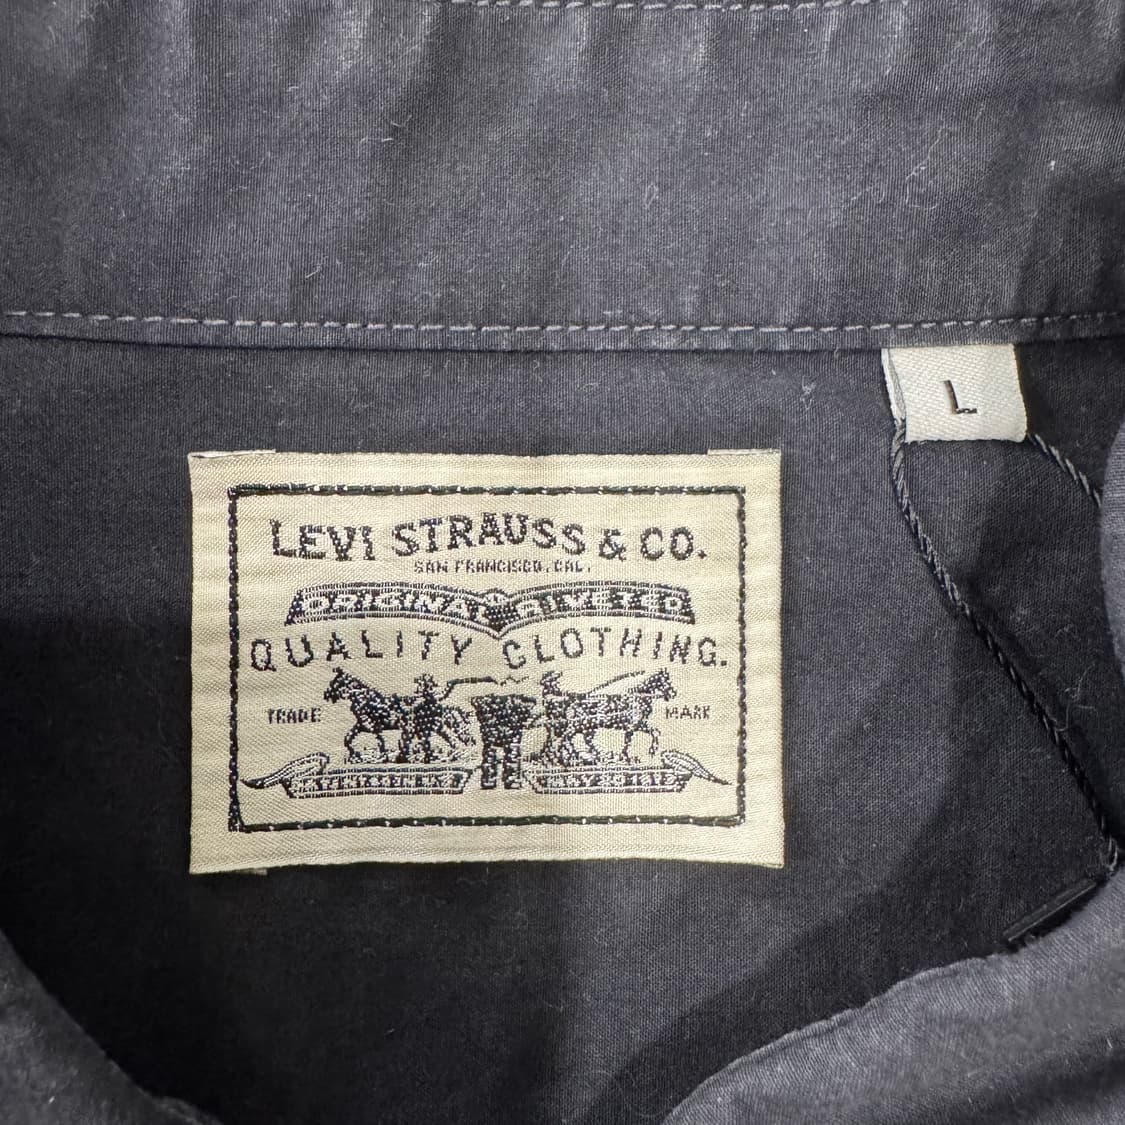 L
LEVI STRAUSS & CO.
SAN FRANCISCO, CAL.
ORIGINAL RIVETED
QUALITY CLOTHING.
TRADE MARK